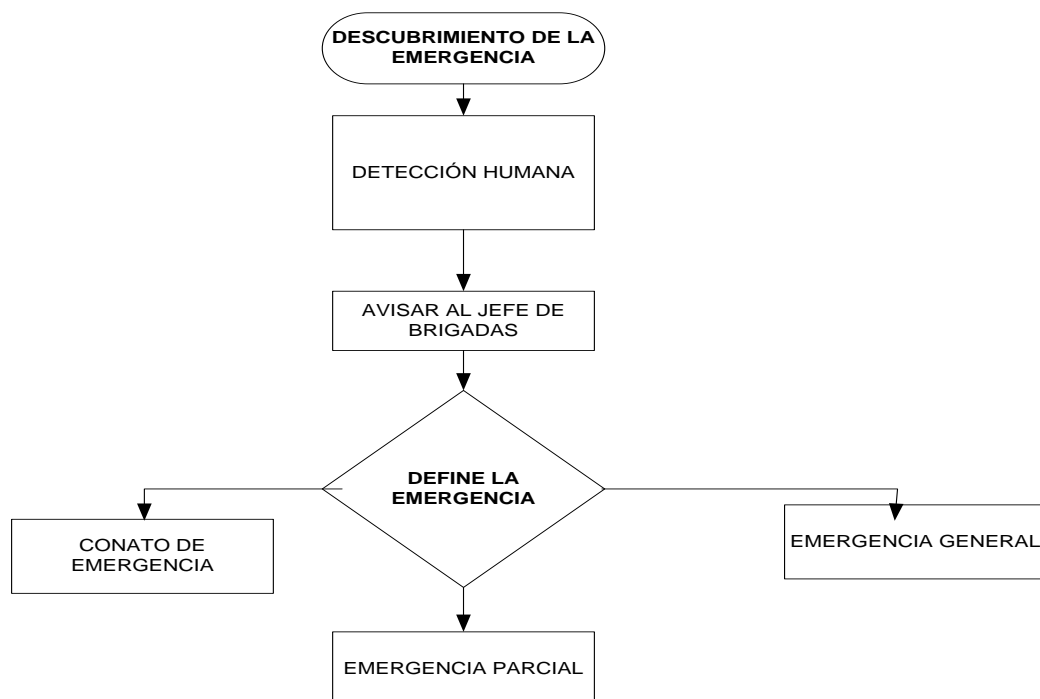 DESCUBRIMIENTO DE LA
EMERGENCIA
DETECCIÓN HUMANA
AVISAR AL JEFE DE
BRIGADAS
DEFINE LA
EMERGENCIA
CONATO DE
EMERGENCIA
EMERGENCIA GENERAL
EMERGENCIA PARCIAL